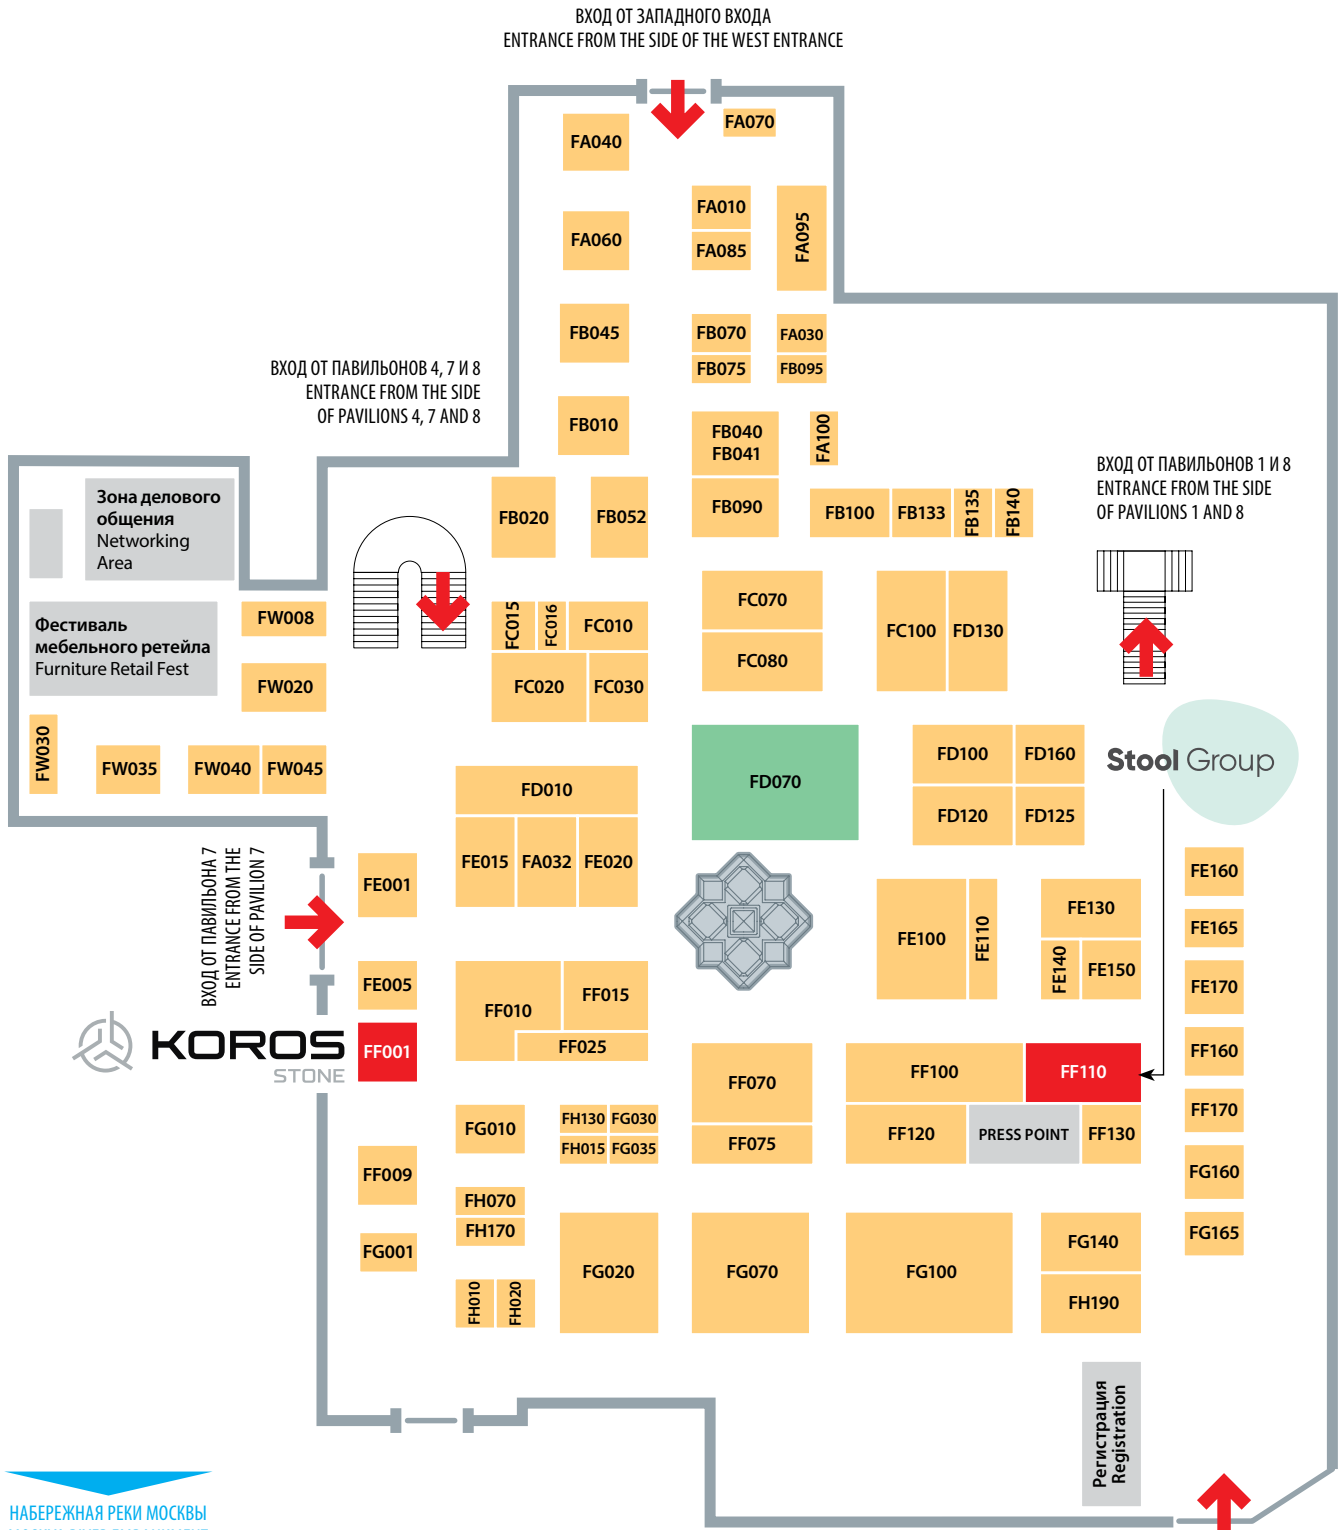 ВХОД ОТ ЗАПАДНОГО ВХОДА
ENTRANCE FROM THE SIDE OF THE WEST ENTRANCE
FA040
FA070
FA010
FA095
FA060
FA085
FB045
FB070
FA030
FB075
FB095
ВХОД ОТ ПАВИЛЬОНОВ 4, 7 И 8
ENTRANCE FROM THE SIDE
OF PAVILIONS 4, 7 AND 8
FB010
FB040
FB041
FA100
ВХОД ОТ ПАВИЛЬОНОВ 1 И 8
ENTRANCE FROM THE SIDE
OF PAVILIONS 1 AND 8
Зона делового
общения
Networking
Area
FB020
FB052
FB090
FB100
FB133
FB135
FB140
Фестиваль
мебельного ретейла
Furniture Retail Fest
FW008
FC015
FC016
FC010
FC070
FC100
FD130
FW020
FC020
FC030
FC080
FW030
FW035
FW040
FW045
FD010
FD070
FD100
FD160
Stool Group
FD120
FD125
ВХОД ОТ ПАВИЛЬОНА 7
ENTRANCE FROM THE
SIDE OF PAVILION 7
FE001
FE015
FA032
FE020
FE160
FE100
FE110
FE130
FE165
FE140
FE150
FE005
FF010
FF015
FE170
KOROS
STONE
FF001
FF025
FF070
FF100
FF110
FF160
FG010
FH130
FG030
FF170
FH015
FG035
FF075
FF120
PRESS POINT
FF130
FF009
FH070
FG160
FH170
FG001
FG020
FG070
FG100
FG140
FG165
FH010
FH020
FH190
Регистрация
Registration
НАБЕРЕЖНАЯ РЕКИ МОСКВЫ